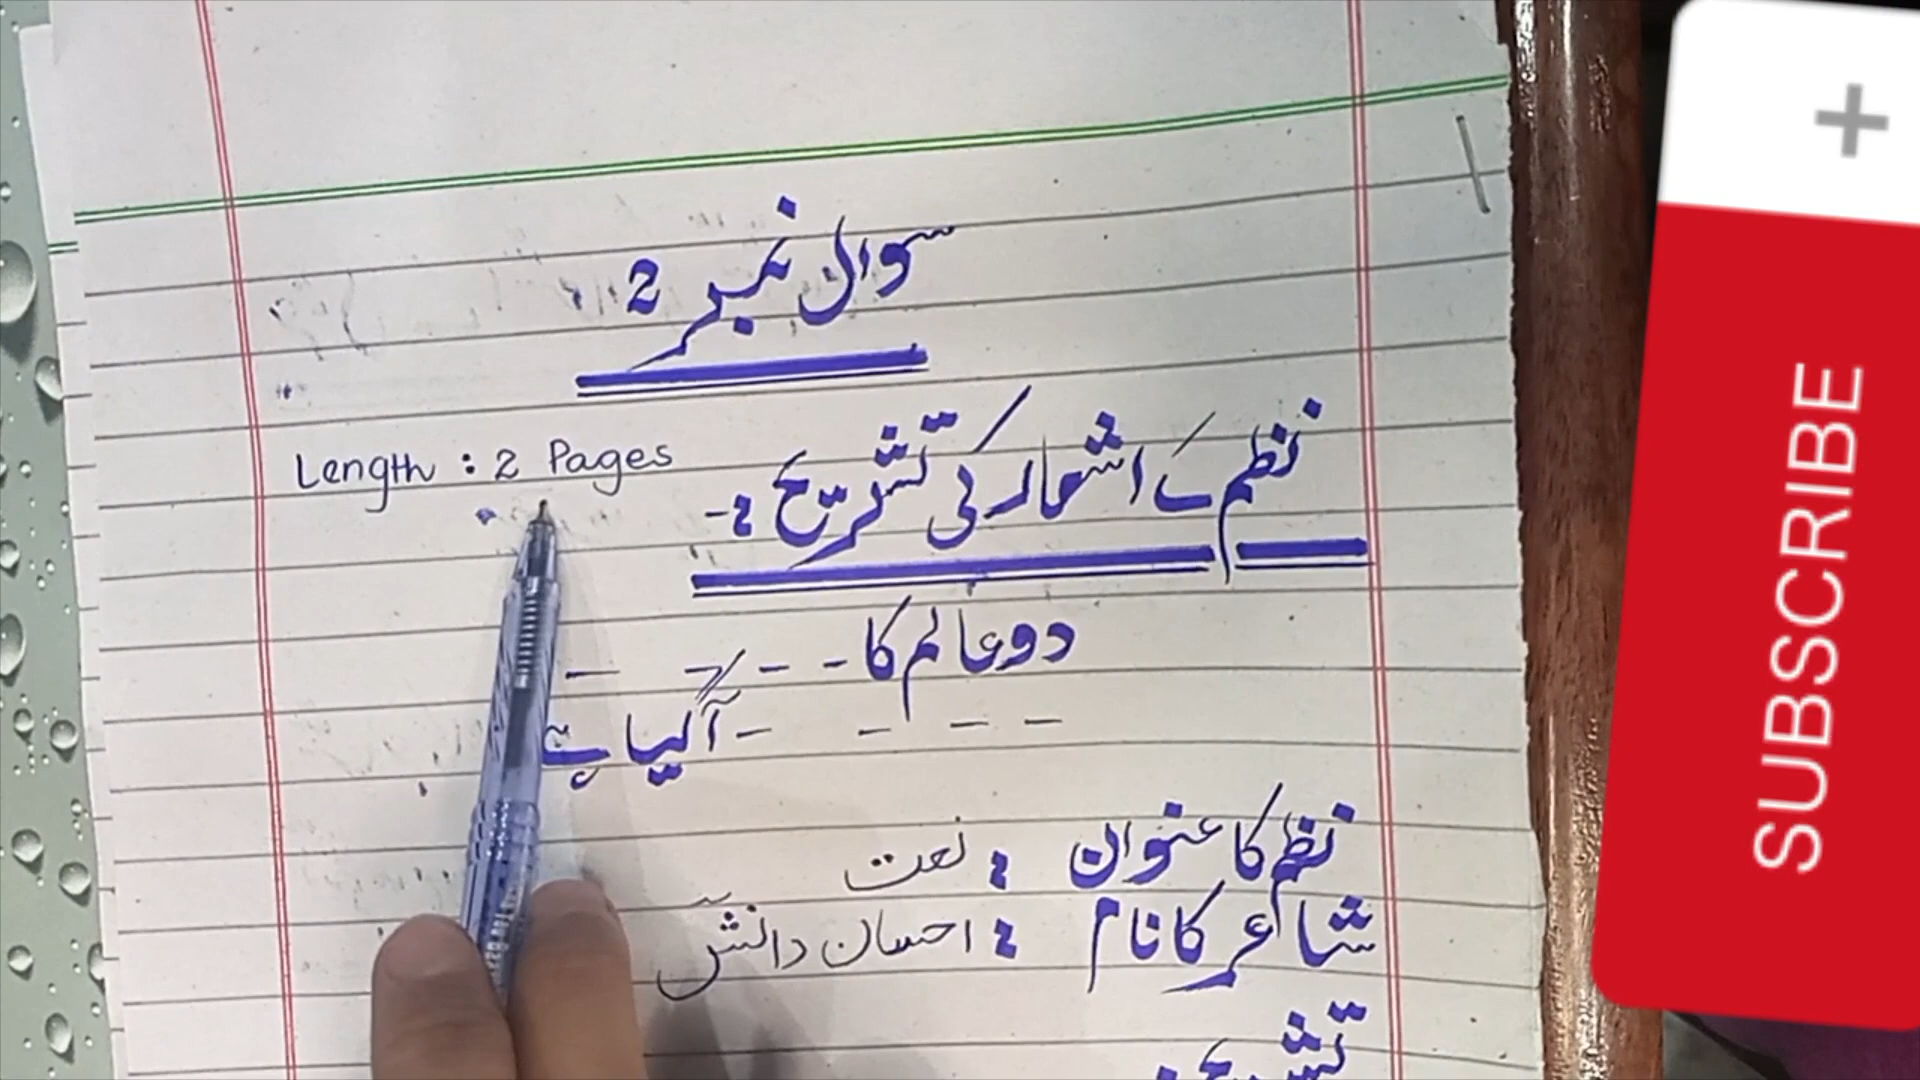 سوال نمبر 2
Length : 2 Pages
نظم کے اشعار کی تشریح :-
دو عالم کا - - - -
- - - - آگیا ہے
نظم کا عنوان : نعت
شاعر کا نام : احسان دانش
تشریح
+
SUBSCRIBE